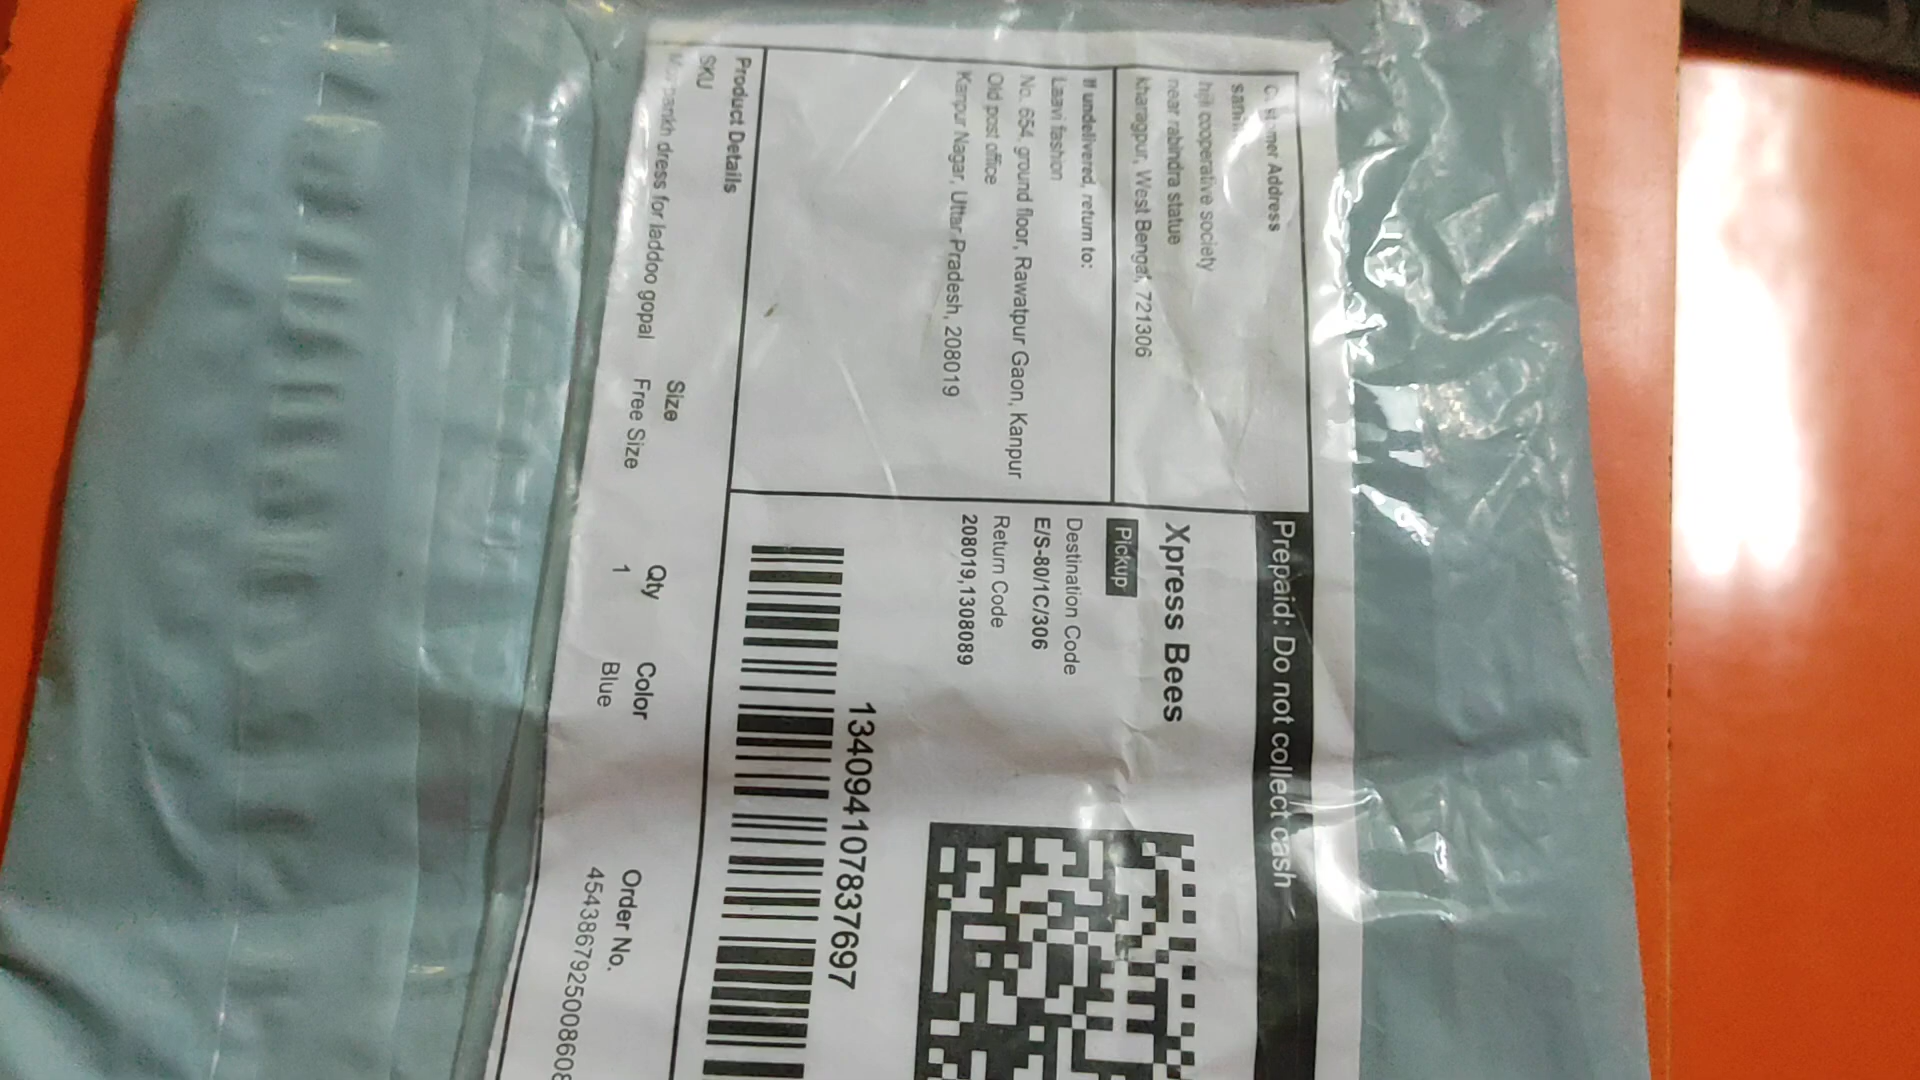 Customer Address
hijli cooperative society
near rabindra statue
kharagpur, West Bengal, 721306
If undelivered, return to:
Laavi fashion
No. 654, ground floor, Rawatpur Gaon, Kanpur
Old post office
Kanpur Nagar, Uttar Pradesh, 208019
Prepaid: Do not collect cash
Xpress Bees
Pickup
Destination Code
E/S-80/1C/306
Return Code
208019,1308089
134094107837697
Product Details
SKU Size Qty Color Order No.
dress for laddoo gopal Free Size 1 Blue 4543867925008608